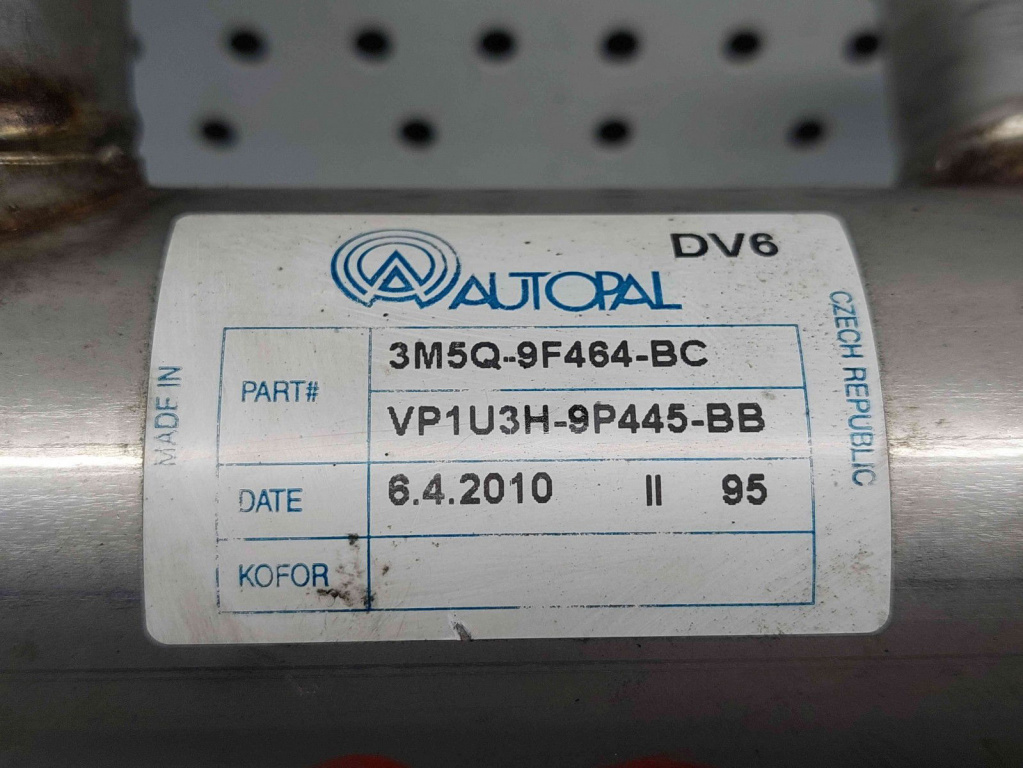 DV6
AUTOPAL
MADE IN
PART# 3M5Q-9F464-BC
VP1U3H-9P445-BB
DATE 6.4.2010 II 95
KOFOR
CZECH REPUBLIC